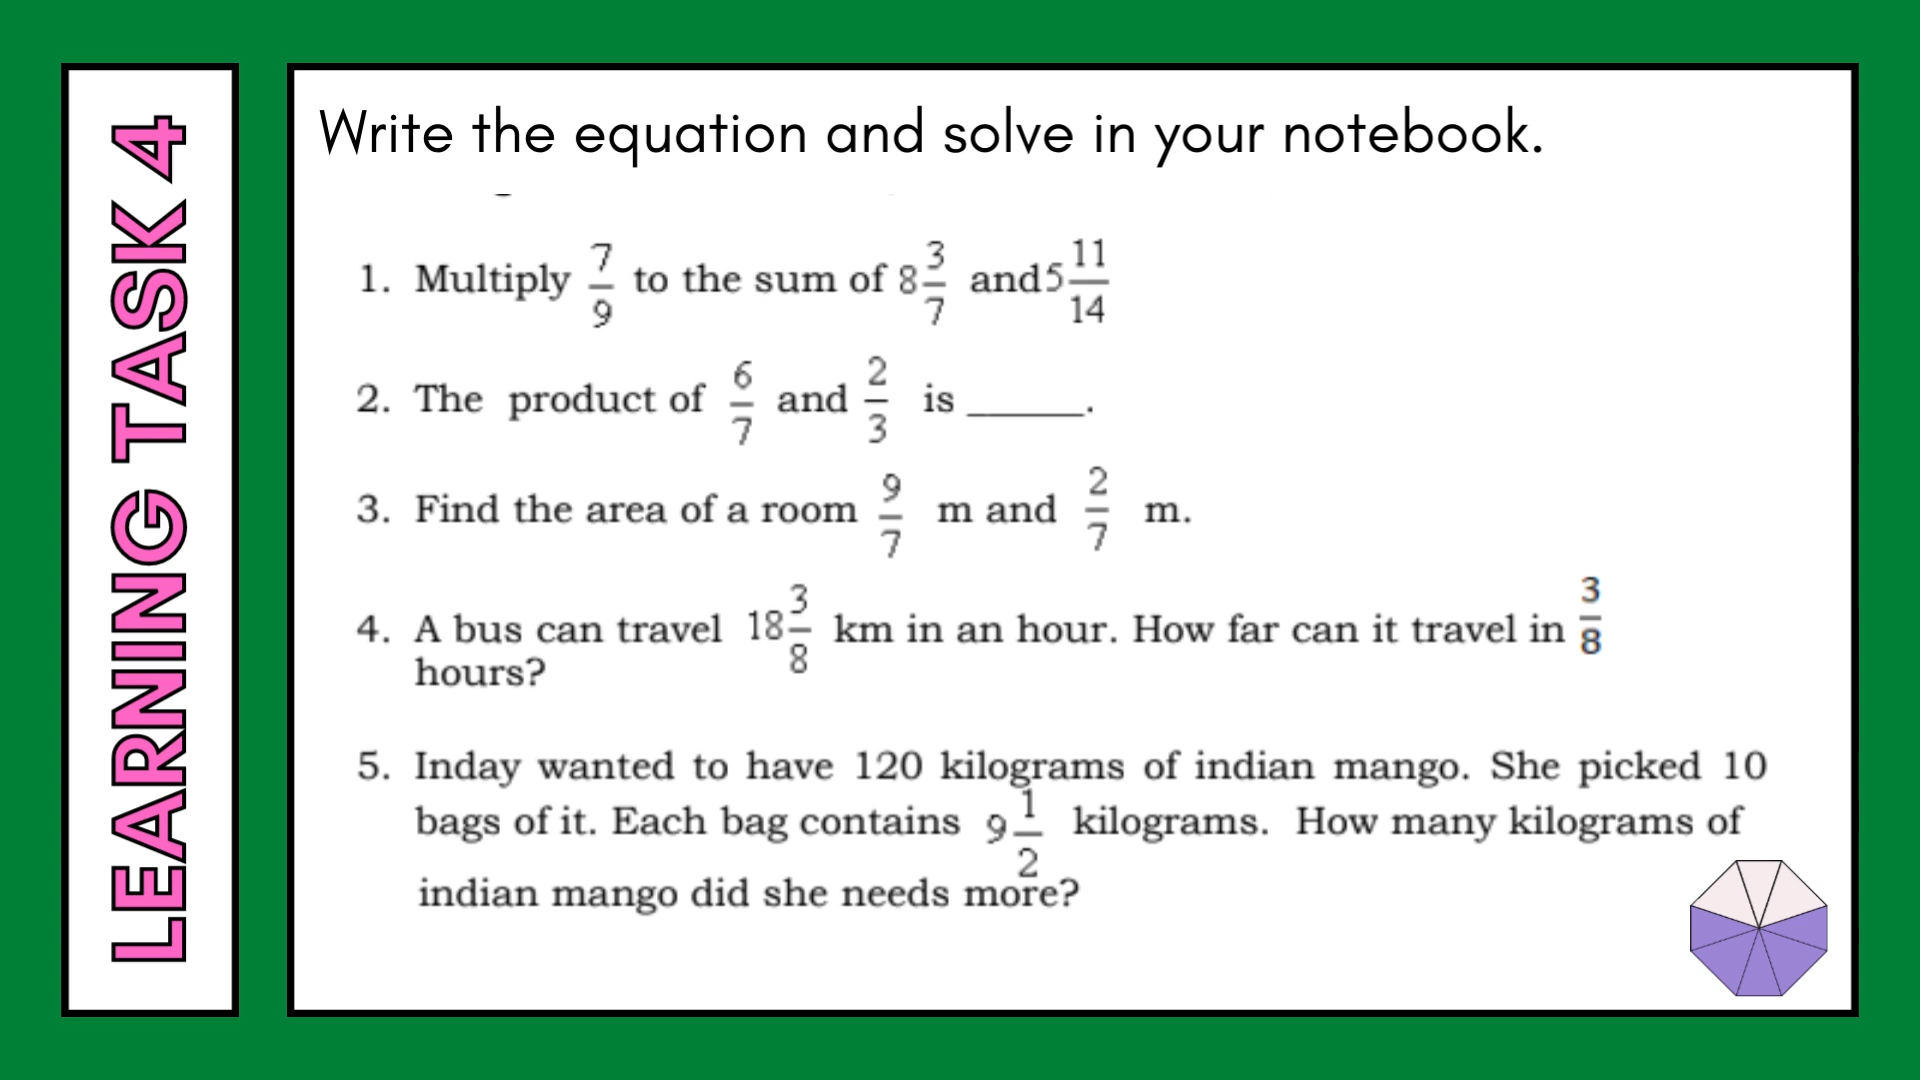 LEARNING TASK 4
Write the equation and solve in your notebook.
1. Multiply 7/9 to the sum of 8 3/7 and5 11/14
2. The product of 6/7 and 2/3 is ______.
3. Find the area of a room 9/7 m and 2/7 m.
4. A bus can travel 18 3/8 km in an hour. How far can it travel in 3/8
hours?
5. Inday wanted to have 120 kilograms of indian mango. She picked 10
bags of it. Each bag contains 9 1/2 kilograms. How many kilograms of
indian mango did she needs more?